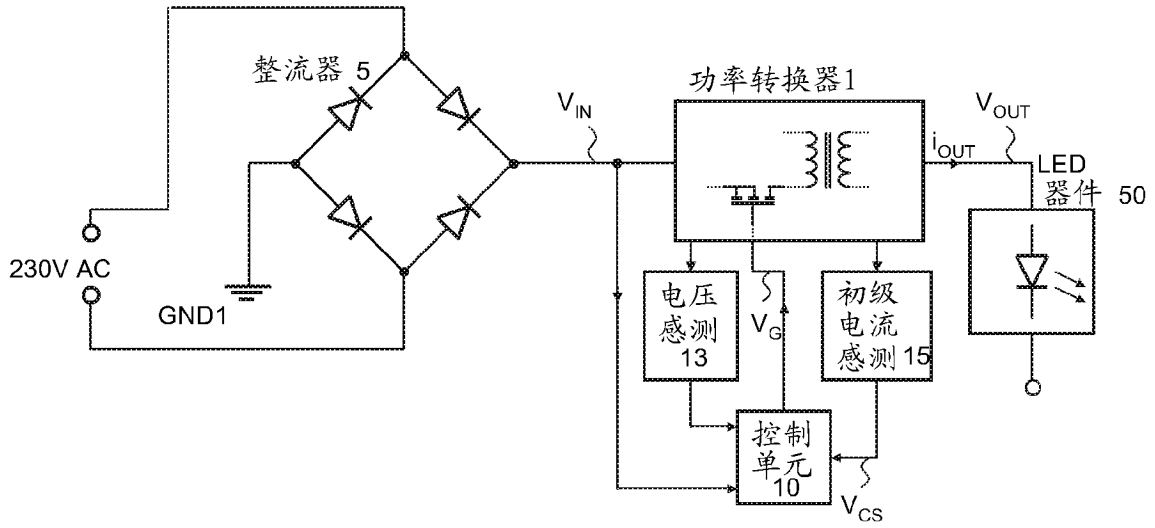 整流器 5
功率转换器1
V_IN
V_OUT
i_OUT
LED
器件 50
230V AC
GND1
电压
感测
13
V_G
初级
电流
感测 15
控制
单元
10
V_CS